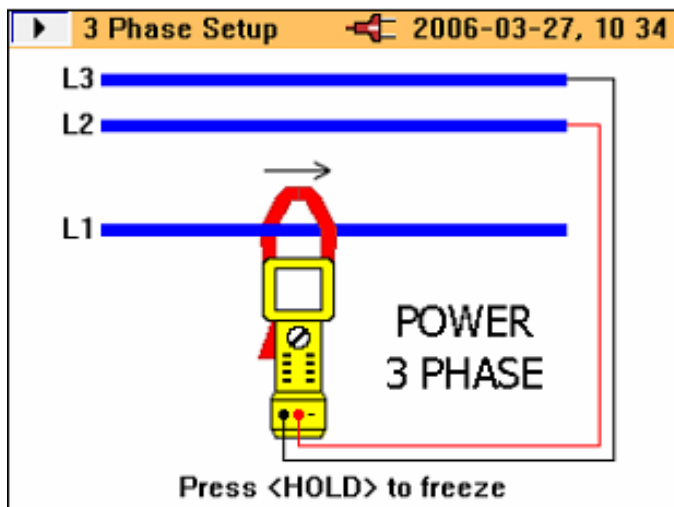 3 Phase Setup 2006-03-27, 10 34
L3
L2
L1
POWER
3 PHASE
Press <HOLD> to freeze